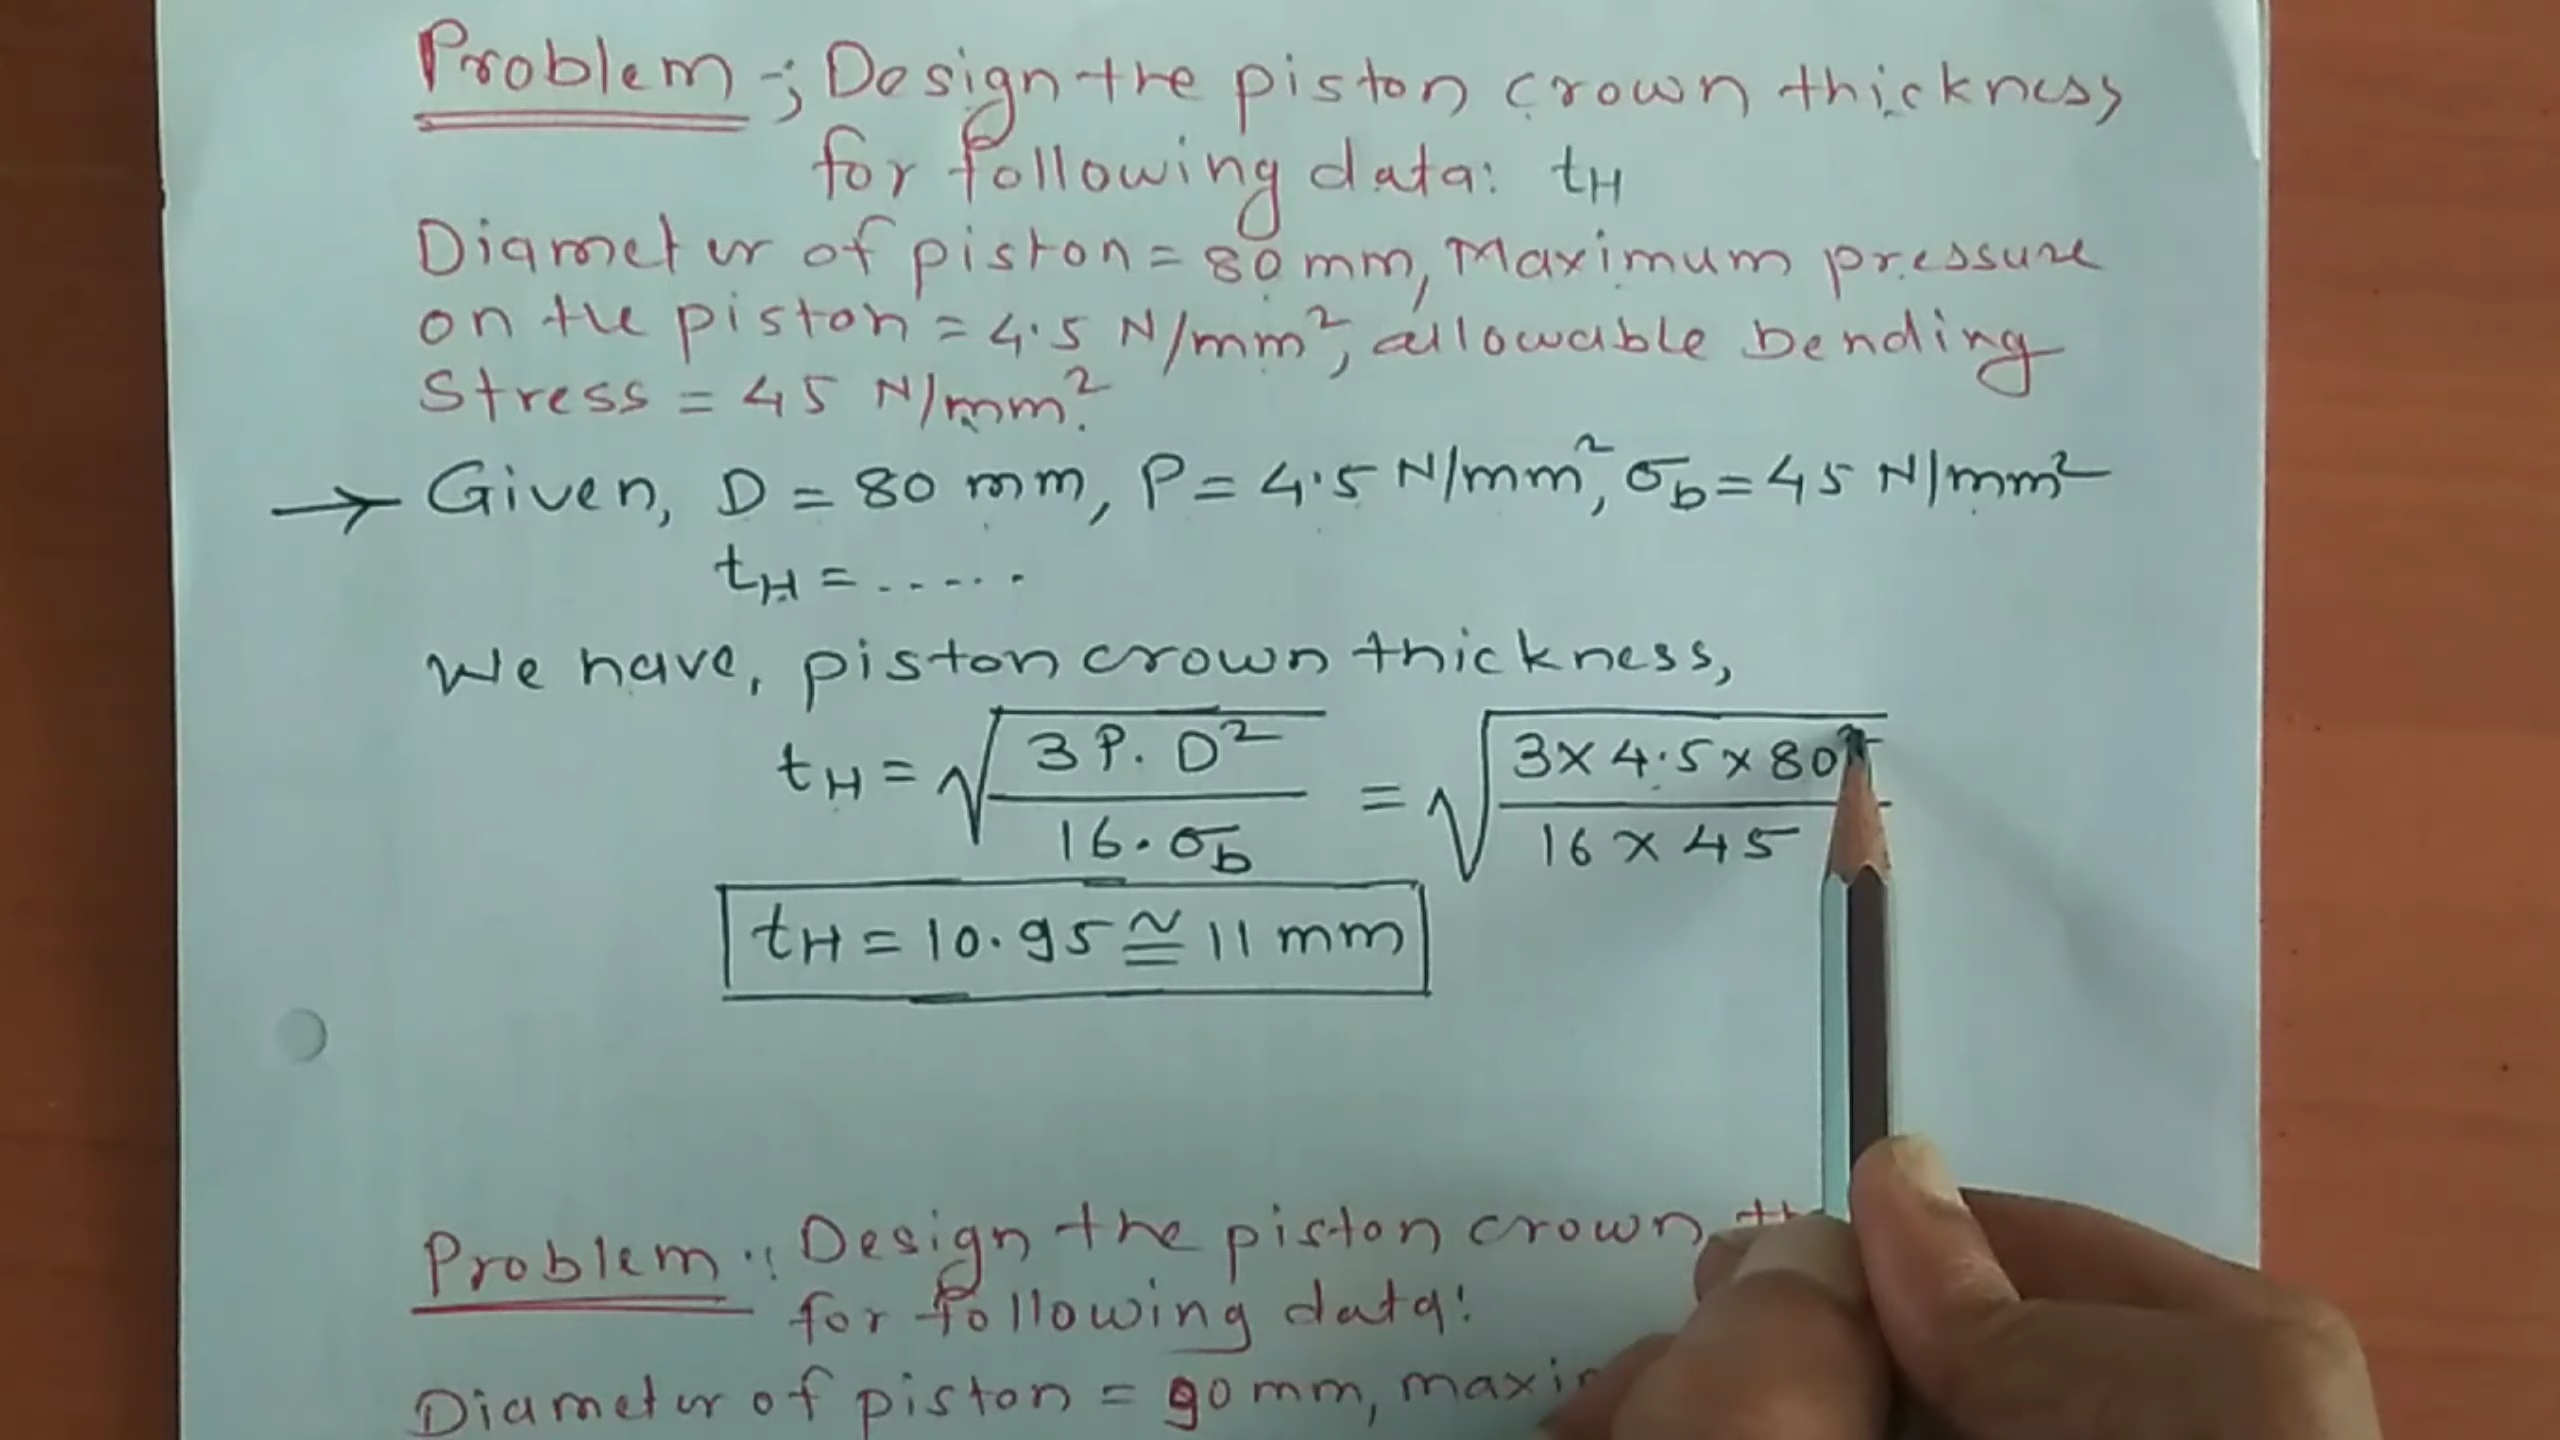 Problem :- Design the piston crown thickness
for following data: tH
Diameter of piston = 80 mm, Maximum pressure
on the piston = 4.5 N/mm², allowable bending
Stress = 45 N/mm².
→ Given, D = 80 mm, P = 4.5 N/mm², σb = 45 N/mm²
tH = .....
We have, piston crown thickness,
tH = √(3P.D² / 16.σb) = √(3×4.5×80² / 16×45)
tH = 10.95 ≅ 11 mm
Problem : Design the piston crown
for following data:
Diameter of piston = 90 mm,